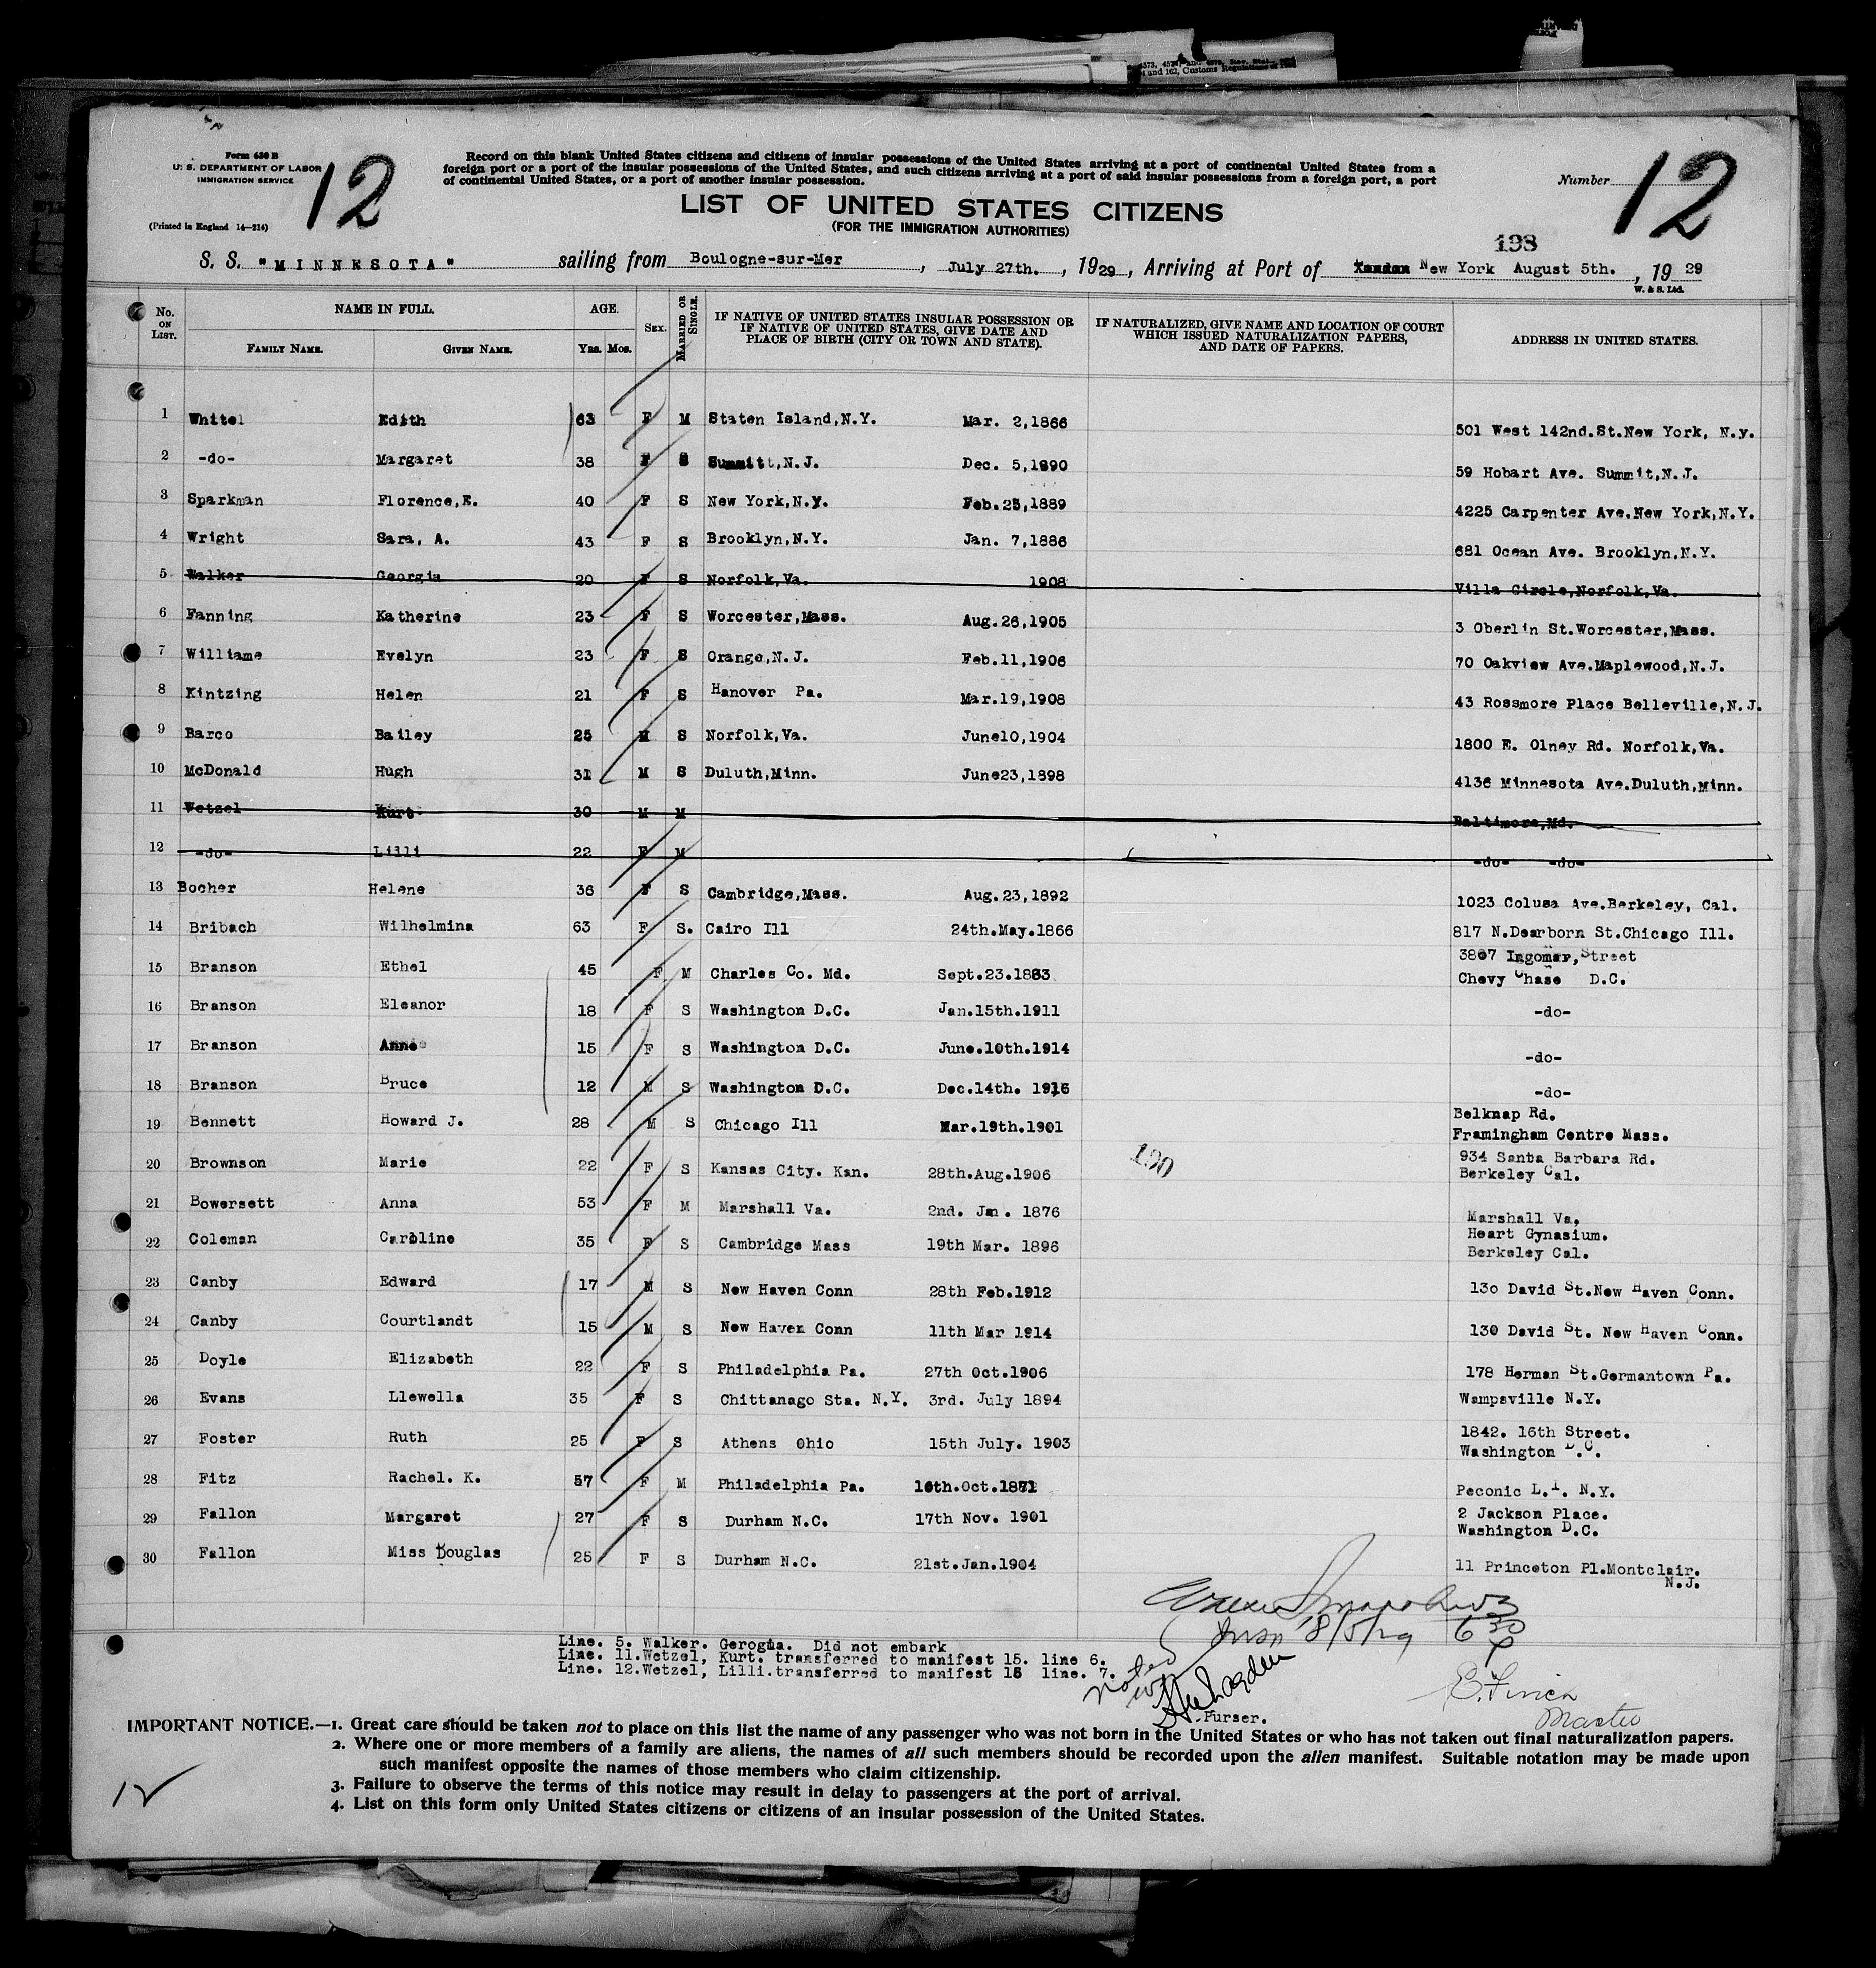 4573, 4574, and 4575, Rev. Stat.
and 162, Customs Regulations
Form 630 B
U. S. DEPARTMENT OF LABOR
IMMIGRATION SERVICE
12
(Printed in England 14—214)
Record on this blank United States citizens and citizens of insular possessions of the United States arriving at a port of continental United States from a
foreign port or a port of the insular possessions of the United States, and such citizens arriving at a port of said insular possessions from a foreign port, a port
of continental United States, or a port of another insular possession.
Number 12
LIST OF UNITED STATES CITIZENS
(FOR THE IMMIGRATION AUTHORITIES)
198
S. S. "MINNESOTA" sailing from Boulogne-sur-Mer, July 27th., 1929, Arriving at Port of New York August 5th., 1929
W. & S. Ltd.
No. ON LIST. NAME IN FULL. FAMILY NAME. GIVEN NAME. AGE. Yrs. Mos. SEX. MARRIED OR SINGLE. IF NATIVE OF UNITED STATES INSULAR POSSESSION OR IF NATIVE OF UNITED STATES, GIVE DATE AND PLACE OF BIRTH (CITY OR TOWN AND STATE). IF NATURALIZED, GIVE NAME AND LOCATION OF COURT WHICH ISSUED NATURALIZATION PAPERS, AND DATE OF PAPERS. ADDRESS IN UNITED STATES.
1 White Edith 63 F M Staten Island,N.Y. Mar. 2,1866 501 West 142nd.St.New York, N.y.
2 -do- Margaret 38 F S Summitt,N.J. Dec. 5,1890 59 Hobart Ave. Summit,N.J.
3 Sparkman Florence,E. 40 F S New York,N.Y. Feb.25,1889 4225 Carpenter Ave.New York,N.Y.
4 Wright Sara, A. 43 F S Brooklyn,N.Y. Jan. 7,1886 681 Ocean Ave. Brooklyn,N.Y.
5 Walker Georgia 20 F S Norfolk,Va. 1908 Villa Circle,Norfolk,Va.
6 Fanning Katherine 23 F S Worcester,Mass. Aug.26,1905 3 Oberlin St.Worcester,Mass.
7 Williams Evelyn 23 F S Orange,N.J. Feb.11,1906 70 Oakview Ave.Maplewood,N.J.
8 Kintzing Helen 21 F S Hanover Pa. Mar.19,1908 43 Rossmore Place Belleville,N.J.
9 Barco Bailey 25 M S Norfolk,Va. June10,1904 1800 E. Olney Rd. Norfolk,Va.
10 McDonald Hugh 31 M S Duluth,Minn. June23,1898 4136 Minnesota Ave.Duluth,Minn.
11 Wetzel Kurt 30 M M Baltimore,Md.
12 -do- Lilli 22 F M -do- -do-
13 Bocher Helene 36 F S Cambridge,Mass. Aug.23,1892 1023 Colusa Ave.Berkeley, Cal.
14 Bribach Wilhelmina 63 F S. Cairo Ill 24th.May.1866 817 N.Dearborn St.Chicago Ill.
15 Branson Ethel 45 F M Charles Co. Md. Sept.23.1883 3807 Ingomar,Street
Chevy Chase D.C.
16 Branson Eleanor 18 F S Washington D.C. Jan.15th.1911 -do-
17 Branson Anne 15 F S Washington D.C. June.10th.1914 -do-
18 Branson Bruce 12 M S Washington D.C. Dec.14th. 1916 -do-
19 Bennett Howard J. 28 M S Chicago Ill Mar.19th.1901 Belknap Rd.
Framingham Centre Mass.
20 Brownson Marie 22 F S Kansas City. Kan. 28th.Aug.1906 190 934 Santa Barbara Rd.
Berkeley Cal.
21 Bowersett Anna 53 F M Marshall Va. 2nd. Jan. 1876 Marshall Va,
22 Coleman Caroline 35 F S Cambridge Mass 19th Mar. 1896 Heart Gynasium.
Berkeley Cal.
23 Canby Edward 17 M S New Haven Conn 28th Feb.1912 130 David St.New Haven Conn.
24 Canby Courtlandt 15 M S New Haven Conn 11th Mar 1914 130 David St. New Haven Conn.
25 Doyle Elizabeth 22 F S Philadelphia Pa. 27th Oct.1906 178 Herman St.Germantown Pa.
26 Evans Llewella 35 F S Chittanago Sta. N.Y. 3rd. July 1894 Wampsville N.Y.
27 Foster Ruth 25 F S Athens Ohio 15th July. 1903 1842. 16th Street.
Washington D.C.
28 Fitz Rachel. K. 57 F M Philadelphia Pa. 16th.Oct.1871 Peconic L.I. N.Y.
29 Fallon Margaret 27 F S Durham N.C. 17th Nov. 1901 2 Jackson Place.
Washington D.C.
30 Fallon Miss Douglas 25 F S Durham N.C. 21st.Jan.1904 11 Princeton Pl.Montclair.
N.J.
8/5/29 6 30
Line. 5. Walker. Gerogia. Did not embark
Line. 11.Wetzel, Kurt. transferred to manifest 15. line 6.
Line. 12.Wetzel, Lilli.transferred to manifest 15 line. 7.
noted
Purser.
E. Finch
Master
IMPORTANT NOTICE.—1. Great care should be taken not to place on this list the name of any passenger who was not born in the United States or who has not taken out final naturalization papers.
2. Where one or more members of a family are aliens, the names of all such members should be recorded upon the alien manifest. Suitable notation may be made upon
such manifest opposite the names of those members who claim citizenship.
3. Failure to observe the terms of this notice may result in delay to passengers at the port of arrival.
4. List on this form only United States citizens or citizens of an insular possession of the United States.
12